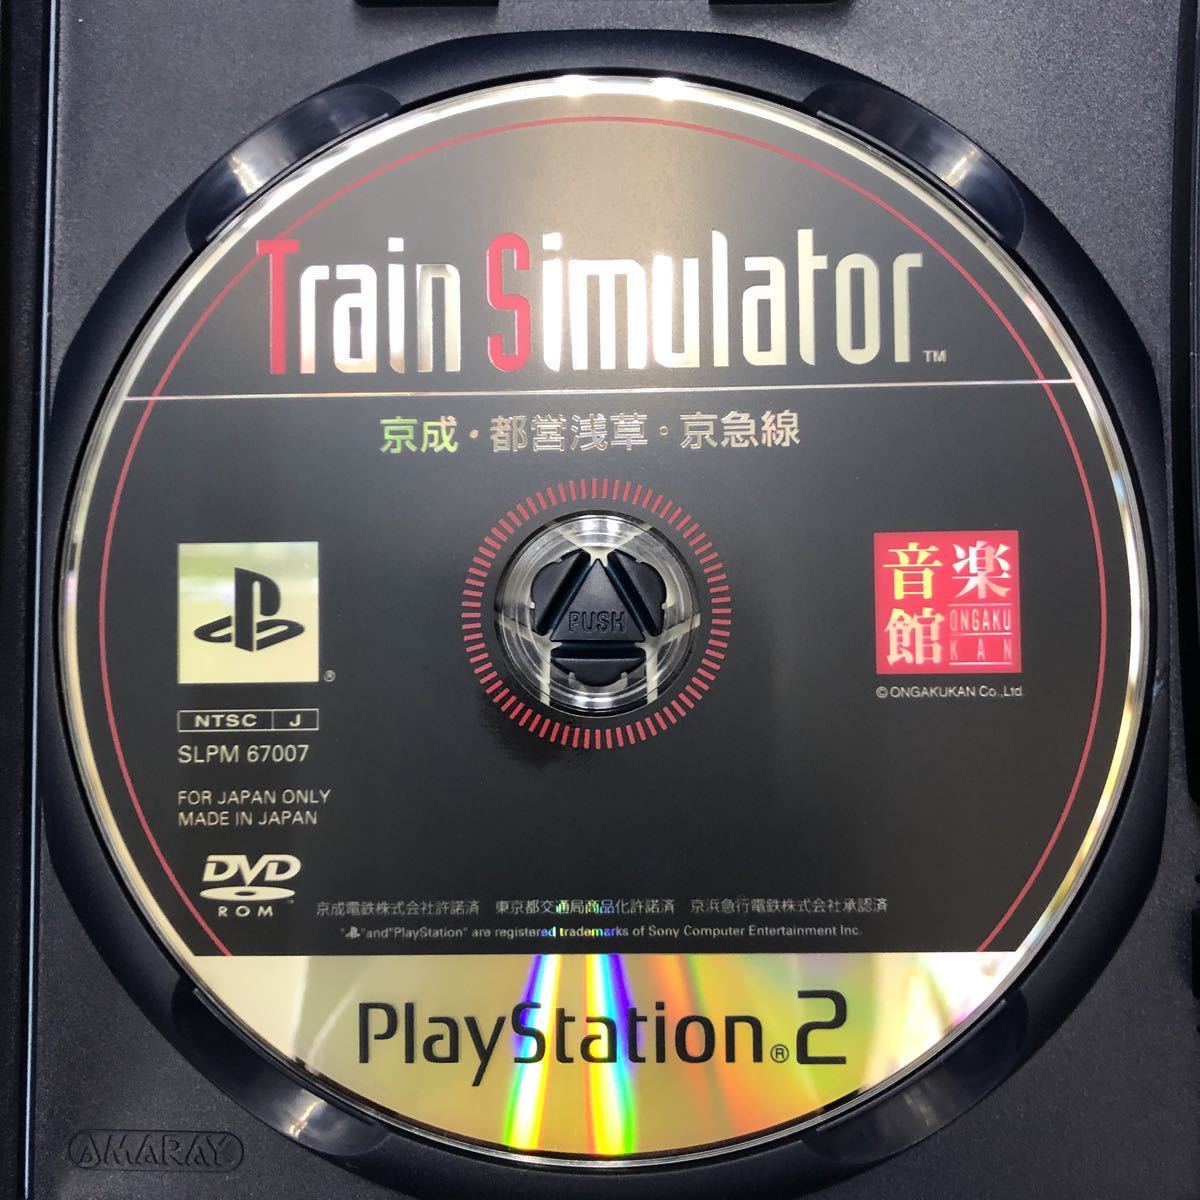 Train Simulator™
京成・都営浅草・京急線
PUSH
音楽
館 ONGAKU
KAN
© ONGAKUKAN Co.,Ltd.
®
NTSC J
SLPM 67007
FOR JAPAN ONLY
MADE IN JAPAN
DVD
ROM
京成電鉄株式会社許諾済 東京都交通局商品化許諾済 京浜急行電鉄株式会社承認済
" "and"PlayStation" are registered trademarks of Sony Computer Entertainment Inc.
PlayStation®2
AMARAY